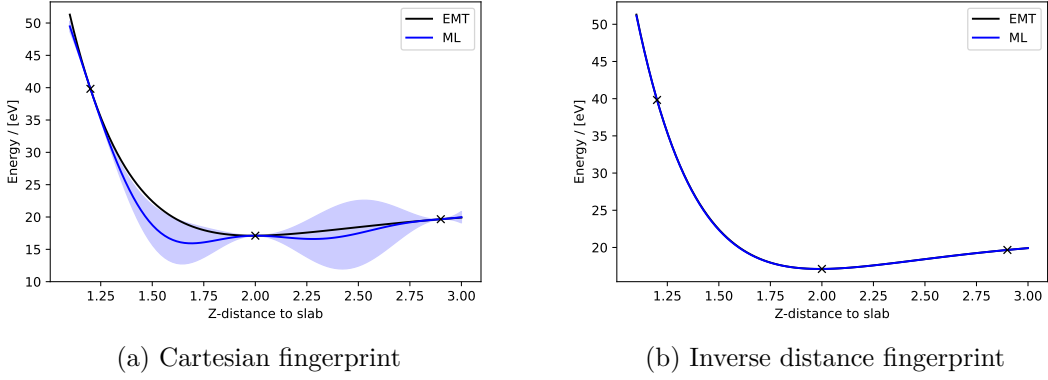 50
45
40
35
30
25
20
15
10
Energy / [eV]
1.25 1.50 1.75 2.00 2.25 2.50 2.75 3.00
Z-distance to slab
EMT
ML
(a) Cartesian fingerprint
50
45
40
35
30
25
20
Energy / [eV]
1.25 1.50 1.75 2.00 2.25 2.50 2.75 3.00
Z-distance to slab
EMT
ML
(b) Inverse distance fingerprint